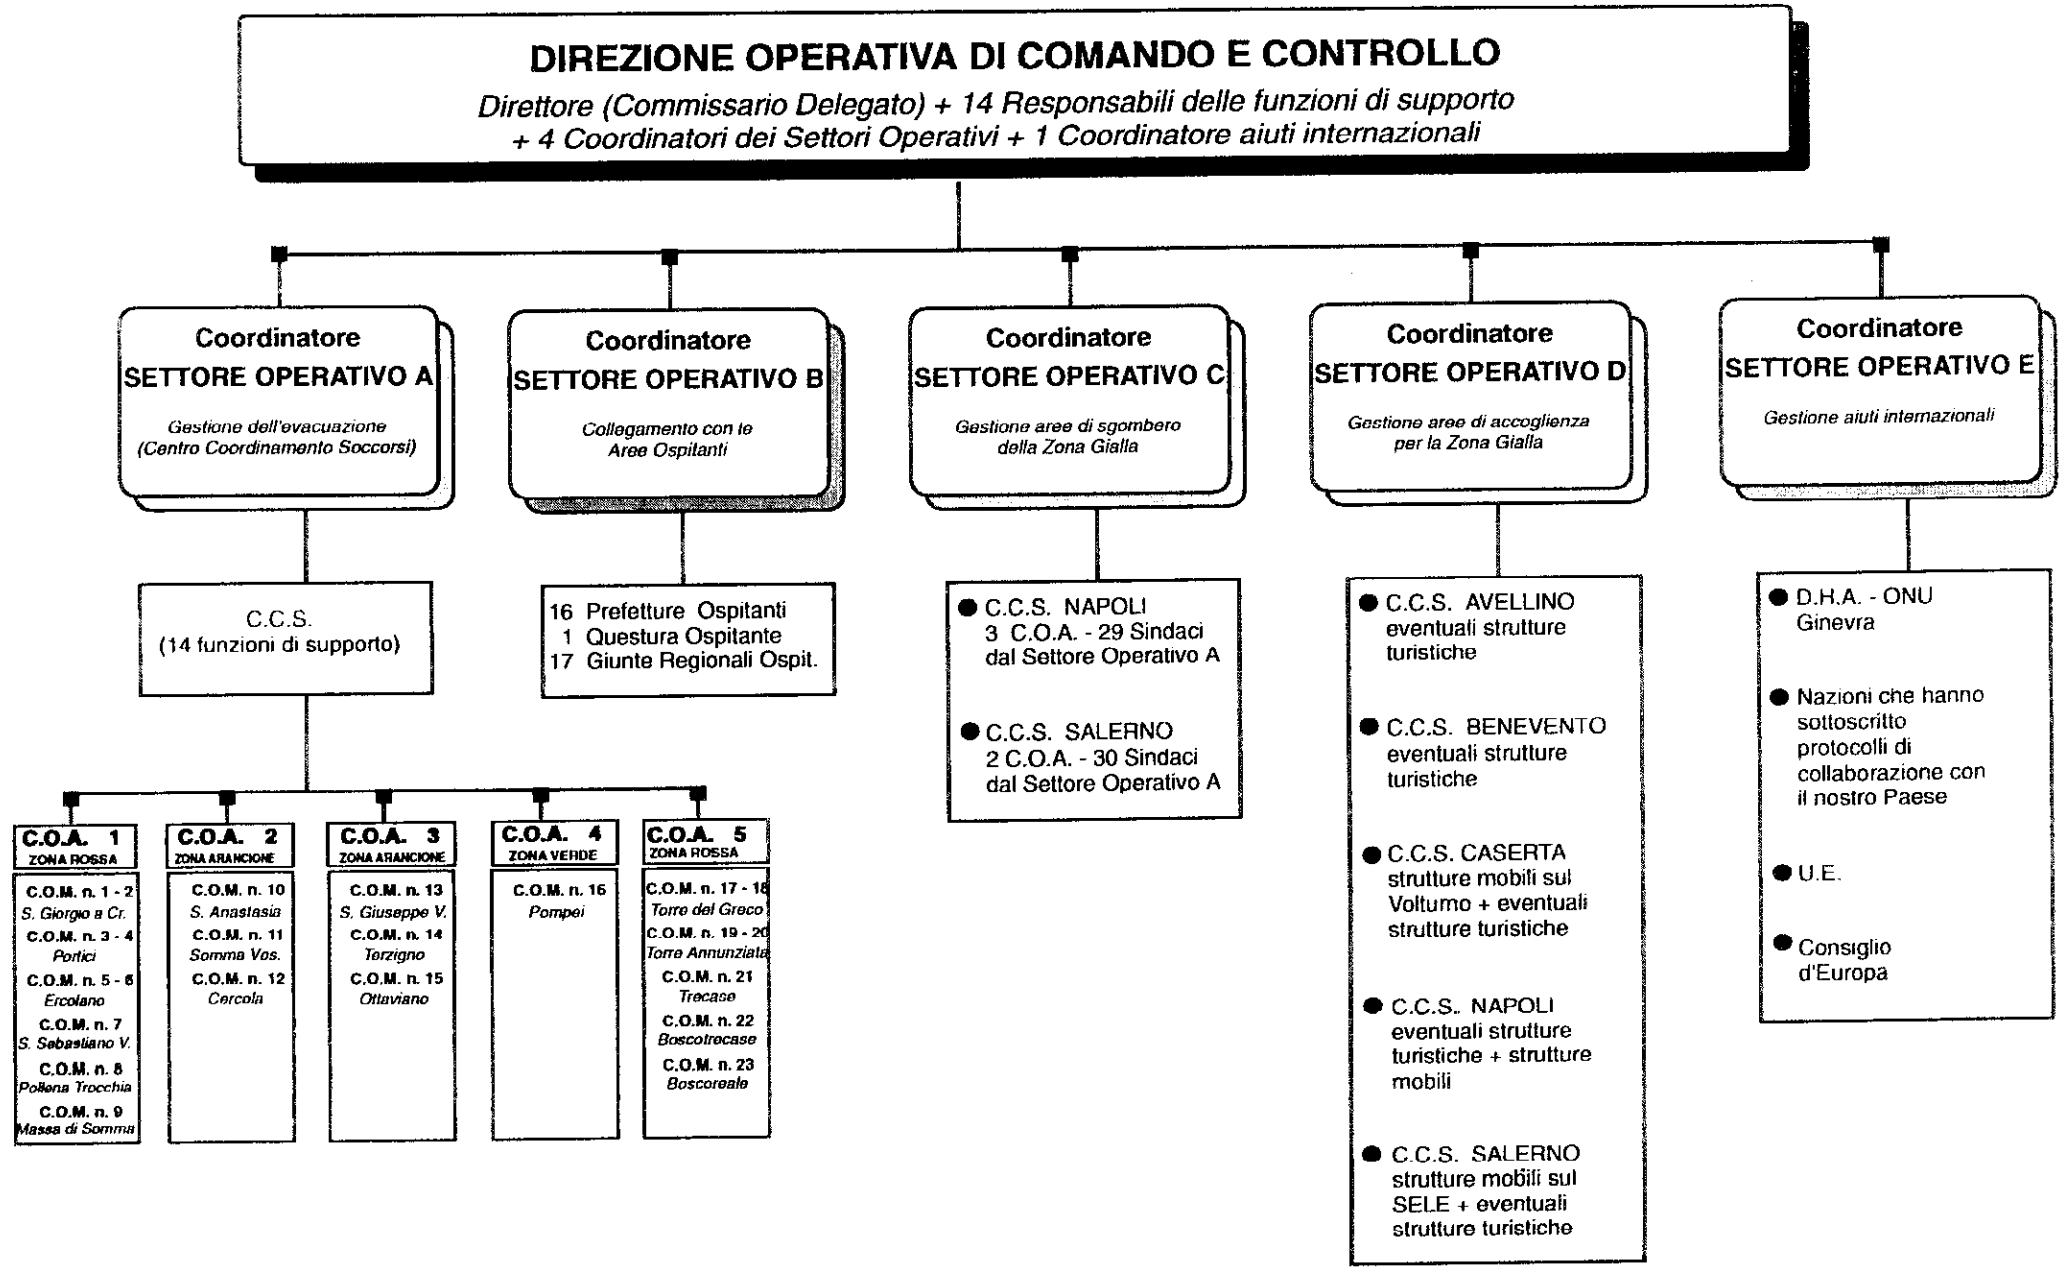 DIREZIONE OPERATIVA DI COMANDO E CONTROLLO
Direttore (Commissario Delegato) + 14 Responsabili delle funzioni di supporto
+ 4 Coordinatori dei Settori Operativi + 1 Coordinatore aiuti internazionali
Coordinatore
SETTORE OPERATIVO A
Gestione dell'evacuazione
(Centro Coordinamento Soccorsi)
Coordinatore
SETTORE OPERATIVO B
Collegamento con le
Aree Ospitanti
Coordinatore
SETTORE OPERATIVO C
Gestione aree di sgombero
della Zona Gialla
Coordinatore
SETTORE OPERATIVO D
Gestione aree di accoglienza
per la Zona Gialla
Coordinatore
SETTORE OPERATIVO E
Gestione aiuti internazionali
C.C.S.
(14 funzioni di supporto)
16 Prefetture Ospitanti
1 Questura Ospitante
17 Giunte Regionali Ospit.
● C.C.S. NAPOLI
3 C.O.A. - 29 Sindaci
dal Settore Operativo A
● C.C.S. SALERNO
2 C.O.A. - 30 Sindaci
dal Settore Operativo A
● C.C.S. AVELLINO
eventuali strutture
turistiche
● C.C.S. BENEVENTO
eventuali strutture
turistiche
● C.C.S. CASERTA
strutture mobili sul
Volturno + eventuali
strutture turistiche
● C.C.S. NAPOLI
eventuali strutture
turistiche + strutture
mobili
● C.C.S. SALERNO
strutture mobili sul
SELE + eventuali
strutture turistiche
● D.H.A. - ONU
Ginevra
● Nazioni che hanno
sottoscritto
protocolli di
collaborazione con
il nostro Paese
● U.E.
● Consiglio
d'Europa
C.O.A. 1
ZONA ROSSA
C.O.M. n. 1 - 2
S. Giorgio a Cr.
C.O.M. n. 3 - 4
Portici
C.O.M. n. 5 - 6
Ercolano
C.O.M. n. 7
S. Sebastiano V.
C.O.M. n. 8
Pollena Trocchia
C.O.M. n. 9
Massa di Somma
C.O.A. 2
ZONA ARANCIONE
C.O.M. n. 10
S. Anastasia
C.O.M. n. 11
Somma Ves.
C.O.M. n. 12
Cercola
C.O.A. 3
ZONA ARANCIONE
C.O.M. n. 13
S. Giuseppe V.
C.O.M. n. 14
Terzigno
C.O.M. n. 15
Ottaviano
C.O.A. 4
ZONA VERDE
C.O.M. n. 16
Pompei
C.O.A. 5
ZONA ROSSA
C.O.M. n. 17 - 18
Torre del Greco
C.O.M. n. 19 - 20
Torre Annunziata
C.O.M. n. 21
Trecase
C.O.M. n. 22
Boscotrecase
C.O.M. n. 23
Boscoreale